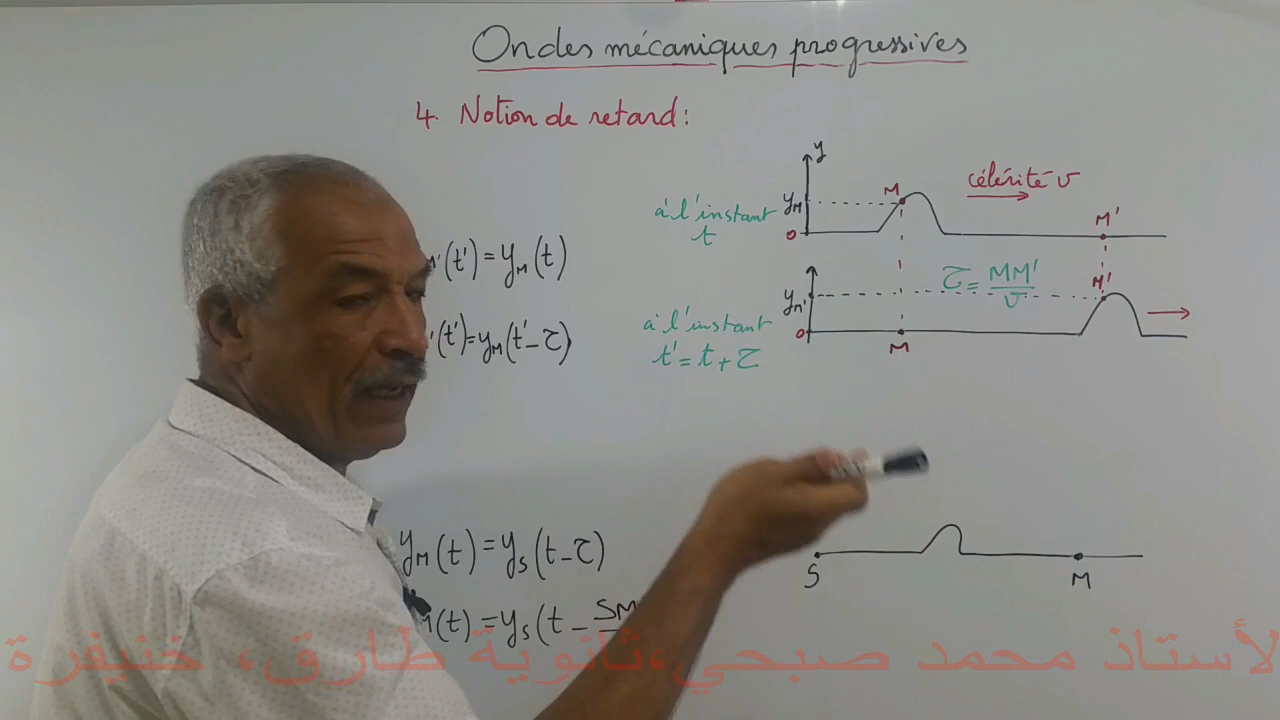 Ondes mécaniques progressives
4. Notion de retard :
'(t') = yM(t)
'(t') = yM(t' - τ)
à l'instant
t
y
yM
0
M
célérité v
M'
à l'instant
t' = t + τ
yM'
0
M
τ = MM'/v
M'
yM(t) = yS(t - τ)
M(t) = yS(t - SM
S
M
لأستاذ محمد صبحي،ثانوية طارق، خنيفرة